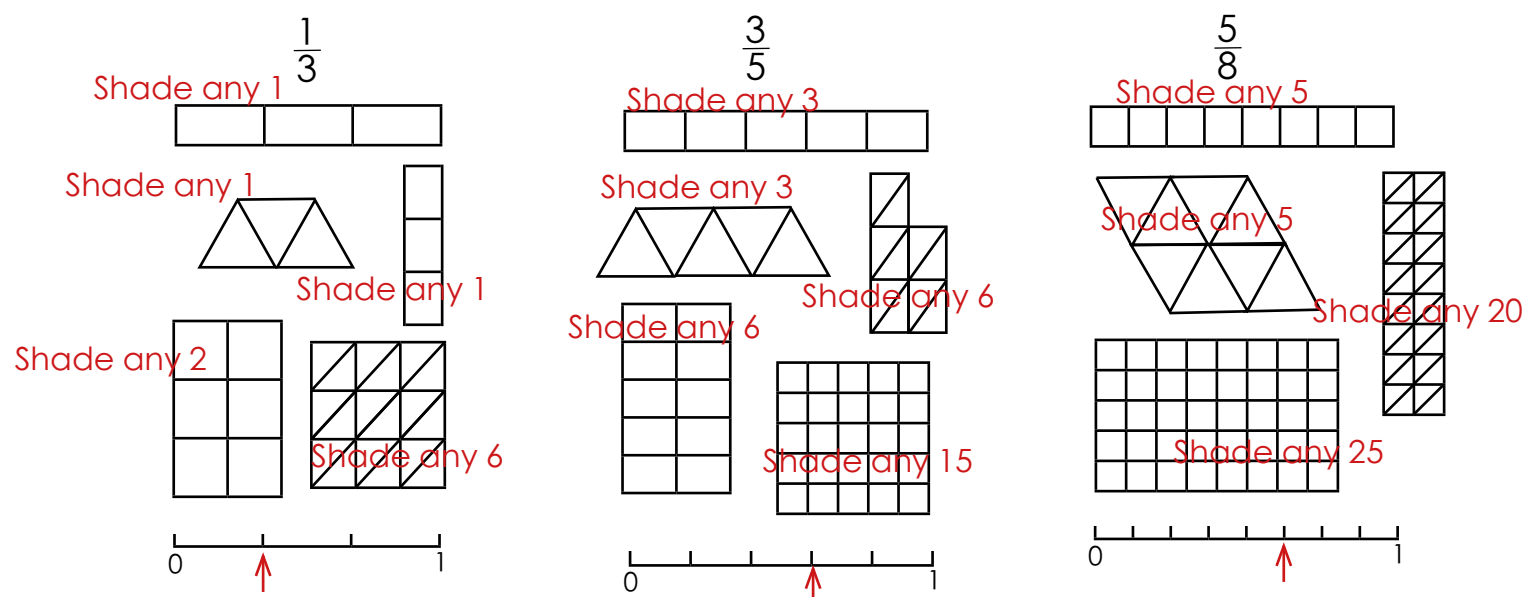 1
3
Shade any 1
Shade any 1
Shade any 1
Shade any 2
Shade any 6
0
1
3
5
Shade any 3
Shade any 3
Shade any 6
Shade any 6
Shade any 15
0
1
5
8
Shade any 5
Shade any 5
Shade any 20
Shade any 25
0
1